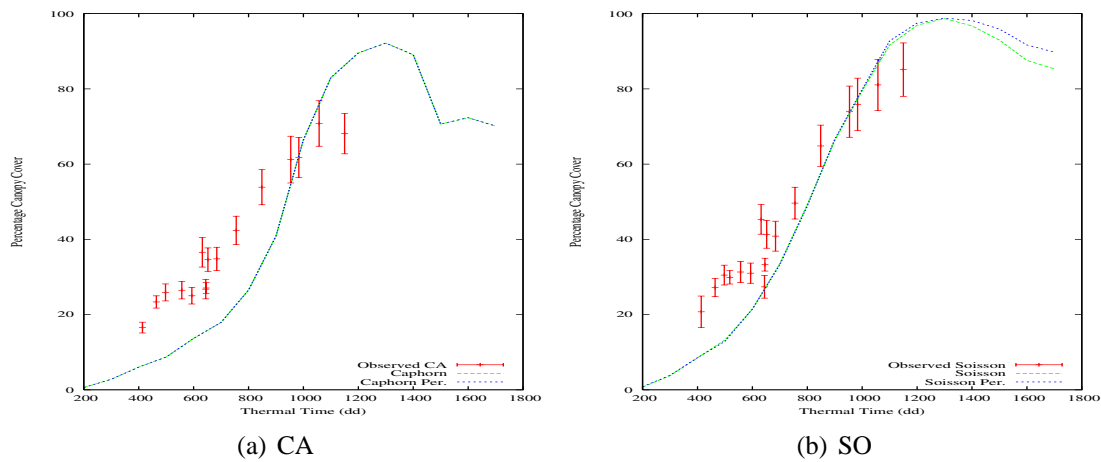 100
80
60
40
20
0
200
400
600
800
1000
1200
1400
1600
1800
Percentage Canopy Cover
Thermal Time (dd)
Observed CA
Caphorn
Caphorn Per.
(a) CA
100
80
60
40
20
0
200
400
600
800
1000
1200
1400
1600
1800
Percentage Canopy Cover
Thermal Time (dd)
Observed Soisson
Soisson
Soisson Per.
(b) SO